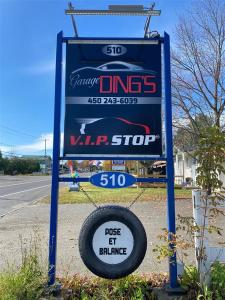 510
Garage DING'S
450 243-6039
V.I.P. STOP
510
POSE
ET
BALANCE